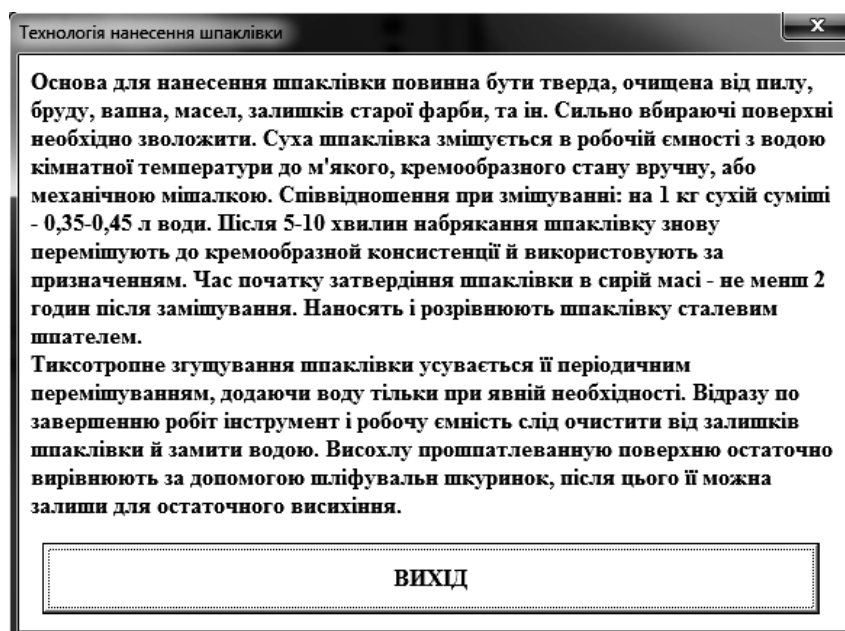 Технологія нанесення шпаклівки
x
Основа для нанесення шпаклівки повинна бути тверда, очищена від пилу,
бруду, вапна, масел, залишків старої фарби, та ін. Сильно вбираючі поверхні
необхідно зволожити. Суха шпаклівка змішується в робочій ємності з водою
кімнатної температури до м'якого, кремообразного стану вручну, або
механічною мішалкою. Співвідношення при змішуванні: на 1 кг сухій суміші
- 0,35-0,45 л води. Після 5-10 хвилин набрякання шпаклівку знову
перемішують до кремообразной консистенції й використовують за
призначенням. Час початку затвердіння шпаклівки в сирій масі - не менш 2
годин після замішування. Наносять і розрівнюють шпаклівку сталевим
шпателем.
Тиксотропне згущування шпаклівки усувається її періодичним
перемішуванням, додаючи воду тільки при явній необхідності. Відразу по
завершенню робіт інструмент і робочу ємність слід очистити від залишків
шпаклівки й замити водою. Висохлу прошпатлеванную поверхню остаточно
вирівнюють за допомогою шліфувальн шкуринок, після цього її можна
залиши для остаточного висихіння.
ВИХІД